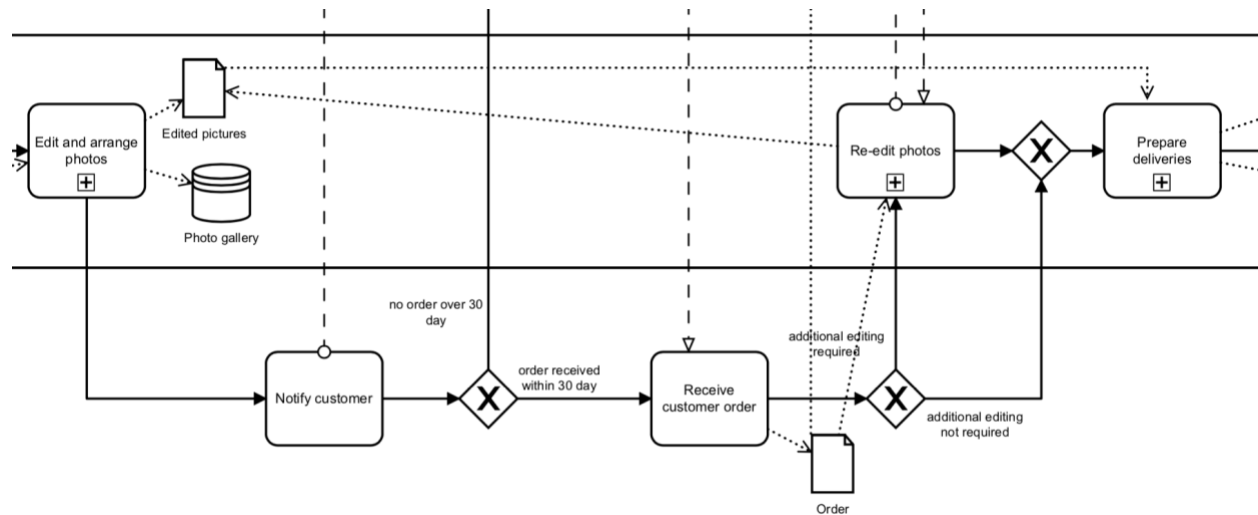 Edited pictures
Edit and arrange
photos
Photo gallery
Re-edit photos
Prepare
deliveries
no order over 30
day
Notify customer
X
order received
within 30 day
Receive
customer order
additional editing
required
X
additional editing
not required
Order
X